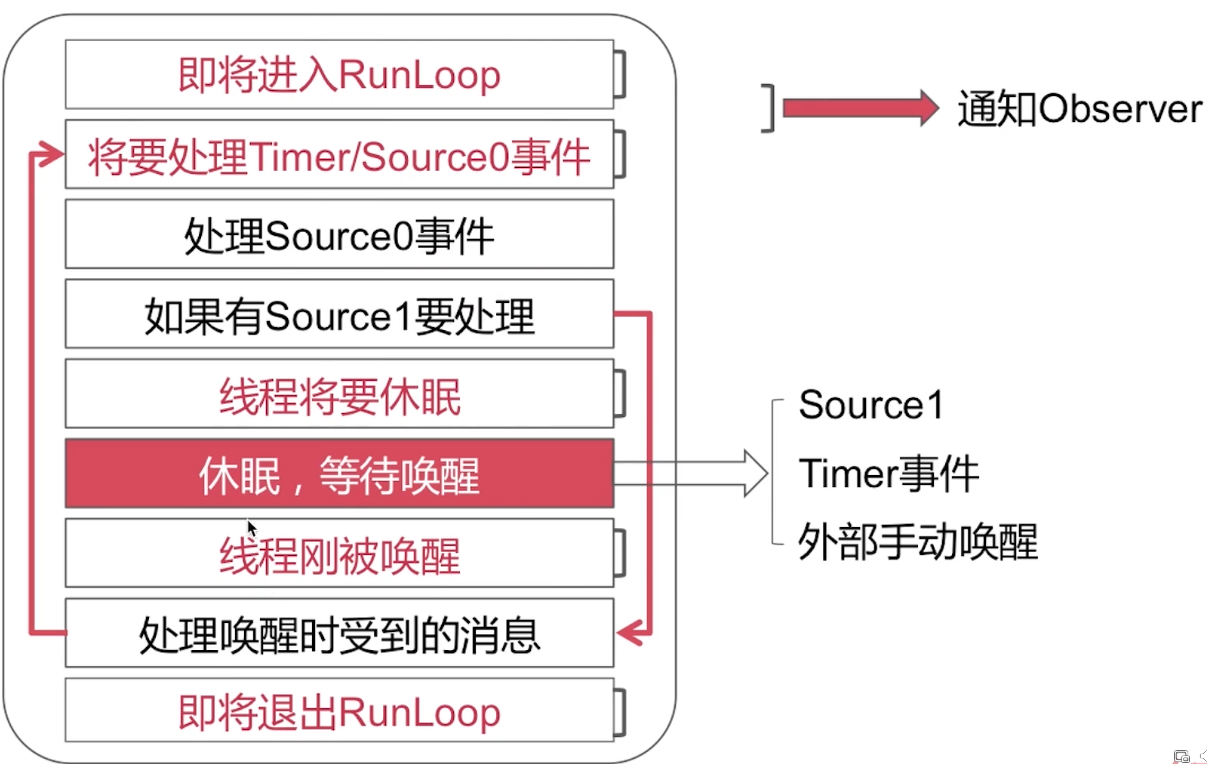 即将进入RunLoop
通知Observer
将要处理Timer/Source0事件
处理Source0事件
如果有Source1要处理
线程将要休眠
Source1
休眠，等待唤醒
Timer事件
线程刚被唤醒
外部手动唤醒
处理唤醒时受到的消息
即将退出RunLoop